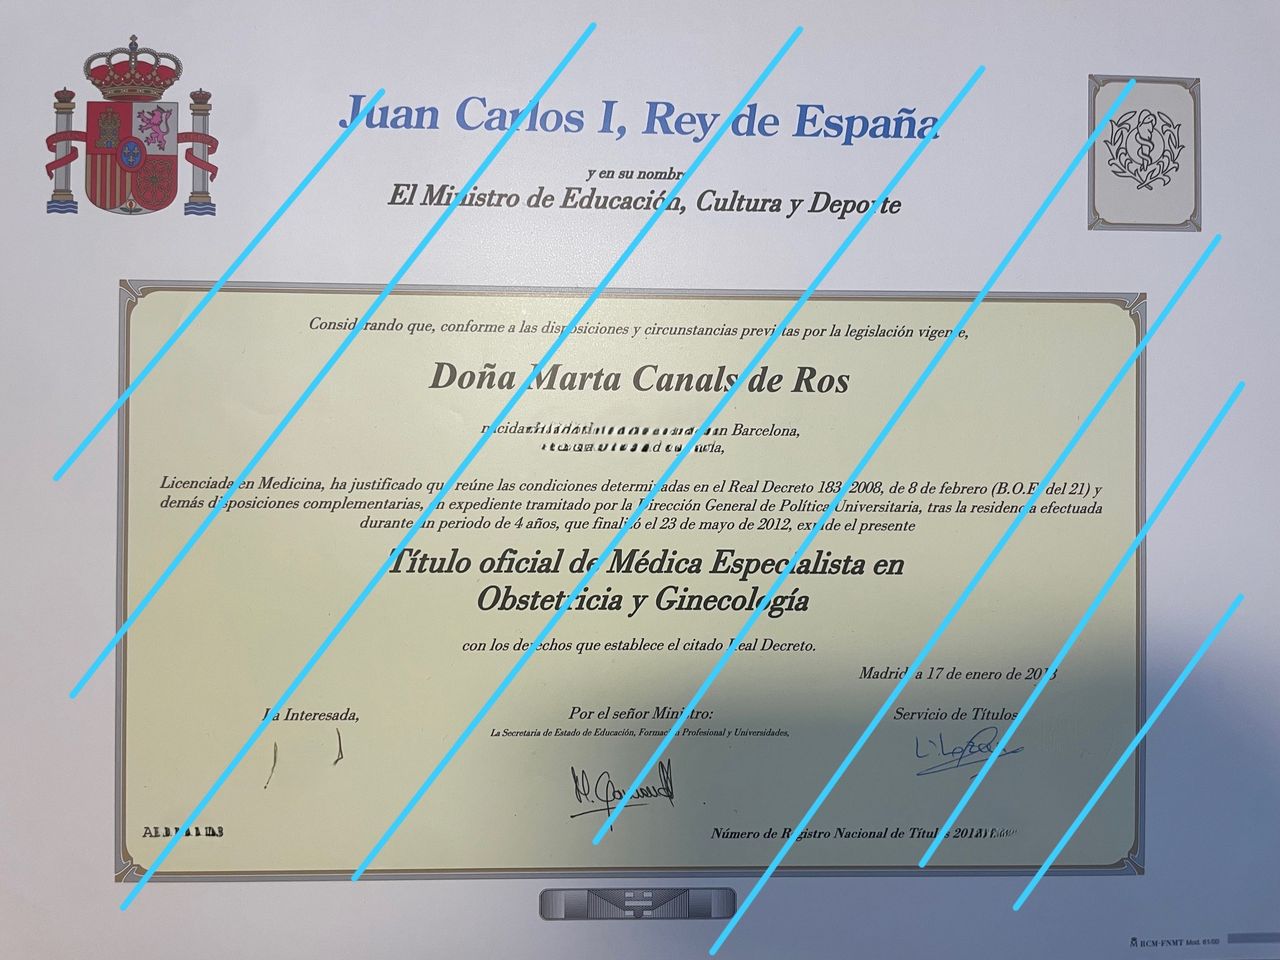 Juan Carlos I, Rey de España
y en su nombre
El Ministro de Educación, Cultura y Deporte
Considerando que, conforme a las disposiciones y circunstancias previstas por la legislación vigente,
Doña Marta Canals de Ros
nacida en Barcelona,
Licenciada en Medicina, ha justificado que reúne las condiciones determinadas en el Real Decreto 183/2008, de 8 de febrero (B.O.E. del 21) y
demás disposiciones complementarias, en expediente tramitado por la Dirección General de Política Universitaria, tras la residencia efectuada
durante un periodo de 4 años, que finalizó el 23 de mayo de 2012, expide el presente
Título oficial de Médica Especialista en
Obstetricia y Ginecología
con los derechos que establece el citado Real Decreto.
Madrid, a 17 de enero de 2013
La Interesada,
Por el señor Ministro:
Servicio de Títulos
La Secretaria de Estado de Educación, Formación Profesional y Universidades,
Número de Registro Nacional de Títulos
RCM-FNMT Mod. 61/00